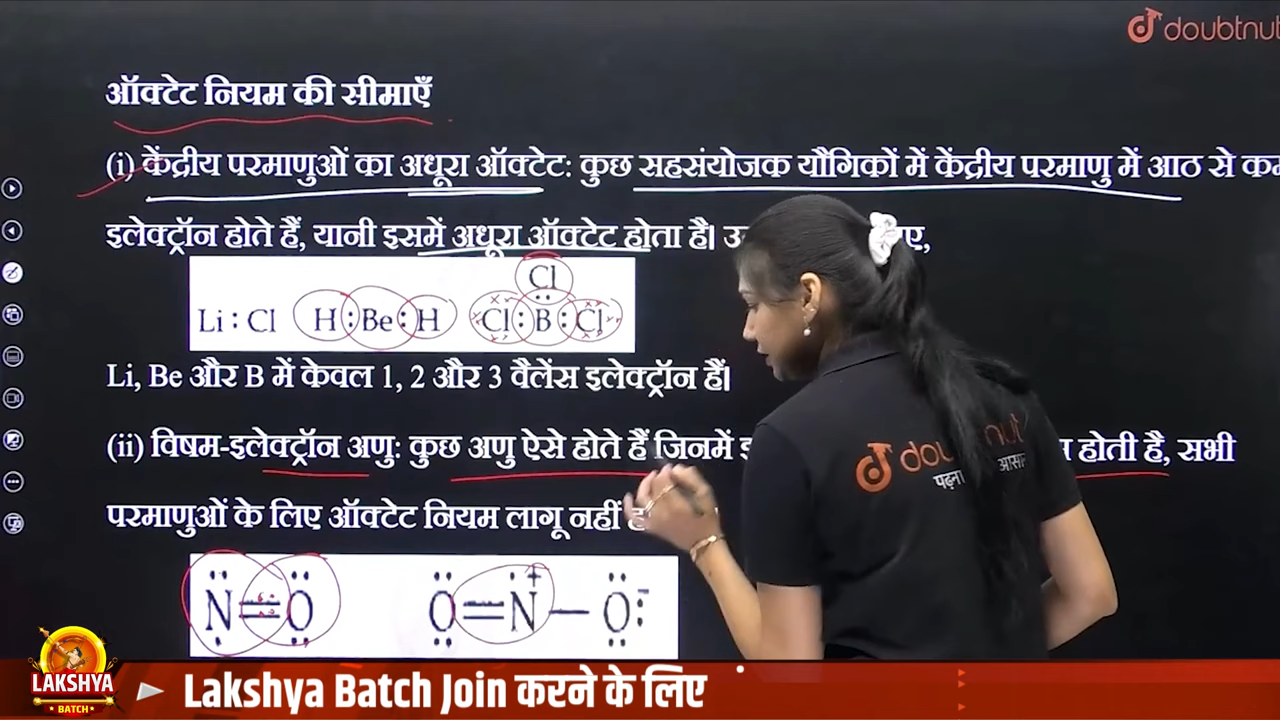 doubtnut
ऑक्टेट नियम की सीमाएँ
(i) केंद्रीय परमाणुओं का अधूरा ऑक्टेट: कुछ सहसंयोजक यौगिकों में केंद्रीय परमाणु में आठ से
इलेक्ट्रॉन होते हैं, यानी इसमें अधूरा ऑक्टेट होता है।
Cl
Li : Cl H : Be : H Cl : B : Cl
Li, Be और B में केवल 1, 2 और 3 वैलेंस इलेक्ट्रॉन हैं।
(ii) विषम-इलेक्ट्रॉन अणु: कुछ अणु ऐसे होते हैं जिनमें होती है, सभी
परमाणुओं के लिए ऑक्टेट नियम लागू नहीं
N=O O=N⁺—O⁻
LAKSHYA
BATCH
Lakshya Batch Join करने के लिए